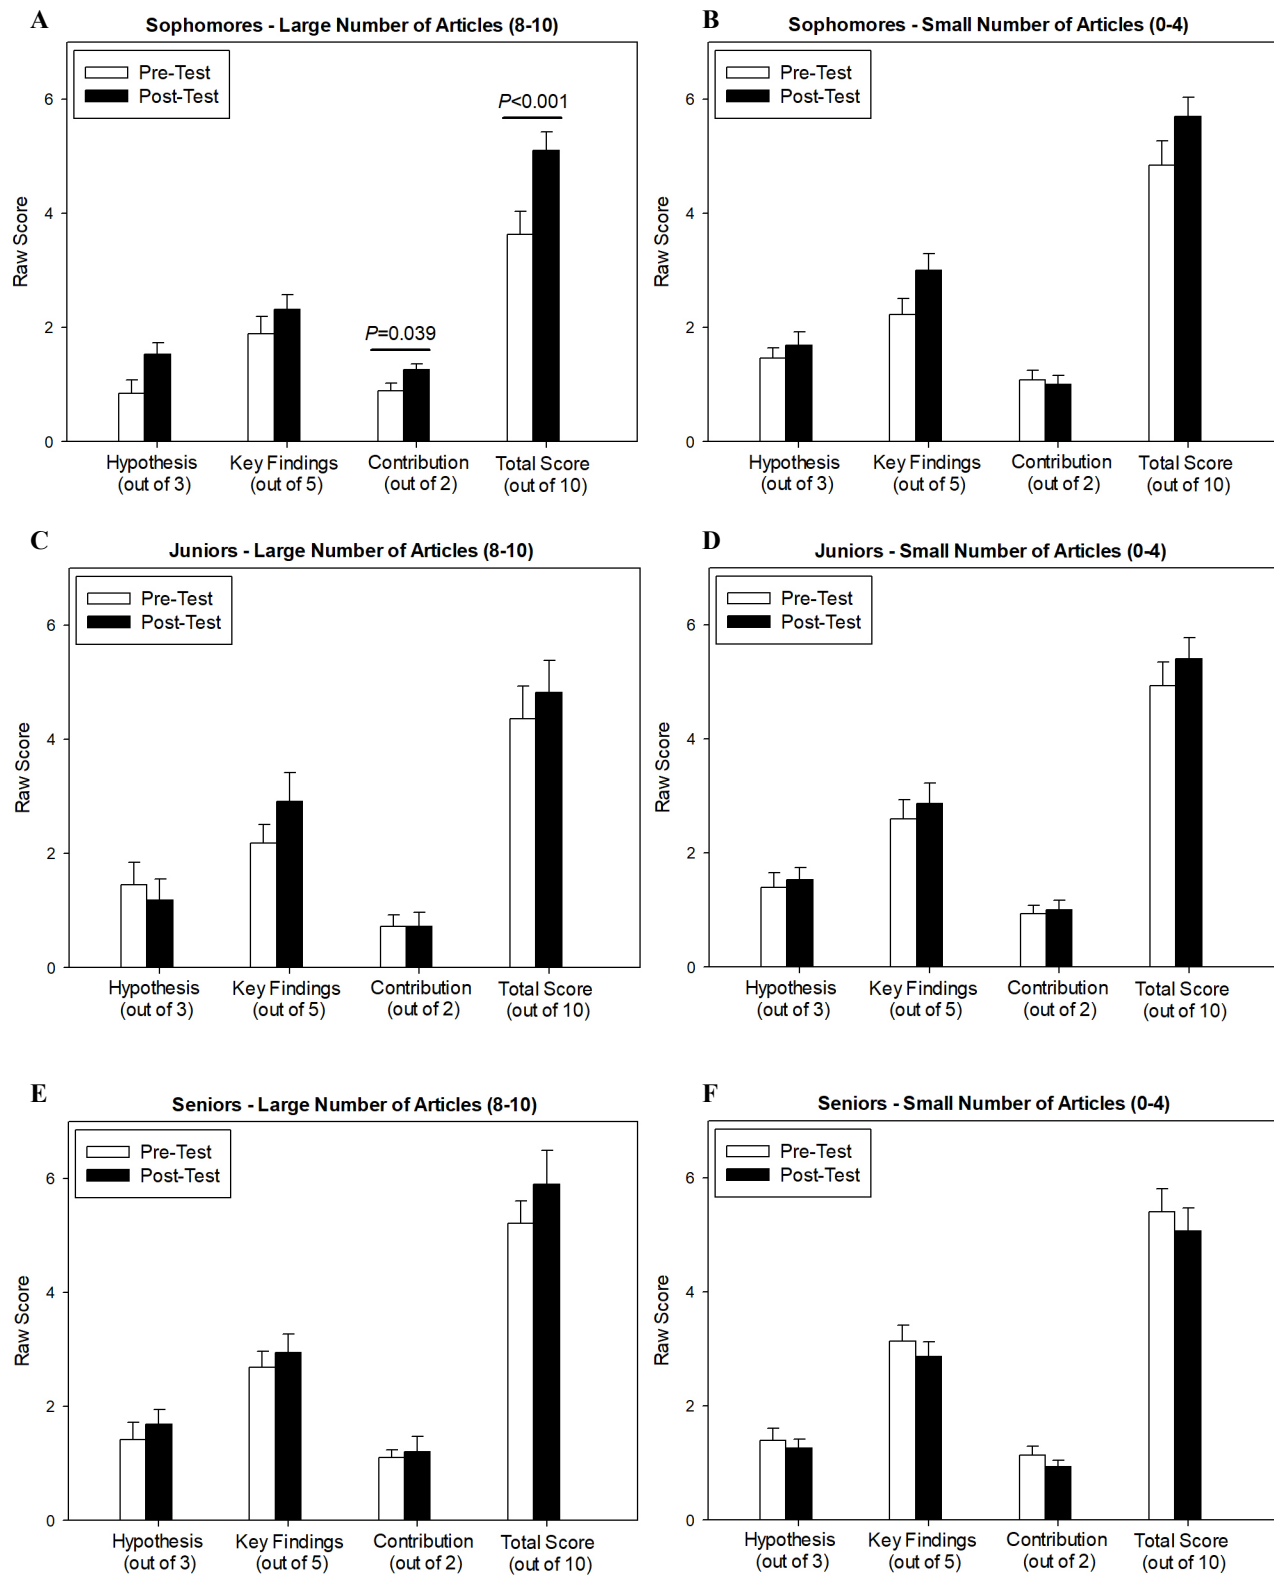 A
Sophomores - Large Number of Articles (8-10)
Pre-Test
Post-Test
P<0.001
P=0.039
Raw Score
6
4
2
0
Hypothesis
(out of 3)
Key Findings
(out of 5)
Contribution
(out of 2)
Total Score
(out of 10)
B
Sophomores - Small Number of Articles (0-4)
Pre-Test
Post-Test
Raw Score
6
4
2
0
Hypothesis
(out of 3)
Key Findings
(out of 5)
Contribution
(out of 2)
Total Score
(out of 10)
C
Juniors - Large Number of Articles (8-10)
Pre-Test
Post-Test
Raw Score
6
4
2
0
Hypothesis
(out of 3)
Key Findings
(out of 5)
Contribution
(out of 2)
Total Score
(out of 10)
D
Juniors - Small Number of Articles (0-4)
Pre-Test
Post-Test
Raw Score
6
4
2
0
Hypothesis
(out of 3)
Key Findings
(out of 5)
Contribution
(out of 2)
Total Score
(out of 10)
E
Seniors - Large Number of Articles (8-10)
Pre-Test
Post-Test
Raw Score
6
4
2
0
Hypothesis
(out of 3)
Key Findings
(out of 5)
Contribution
(out of 2)
Total Score
(out of 10)
F
Seniors - Small Number of Articles (0-4)
Pre-Test
Post-Test
Raw Score
6
4
2
0
Hypothesis
(out of 3)
Key Findings
(out of 5)
Contribution
(out of 2)
Total Score
(out of 10)